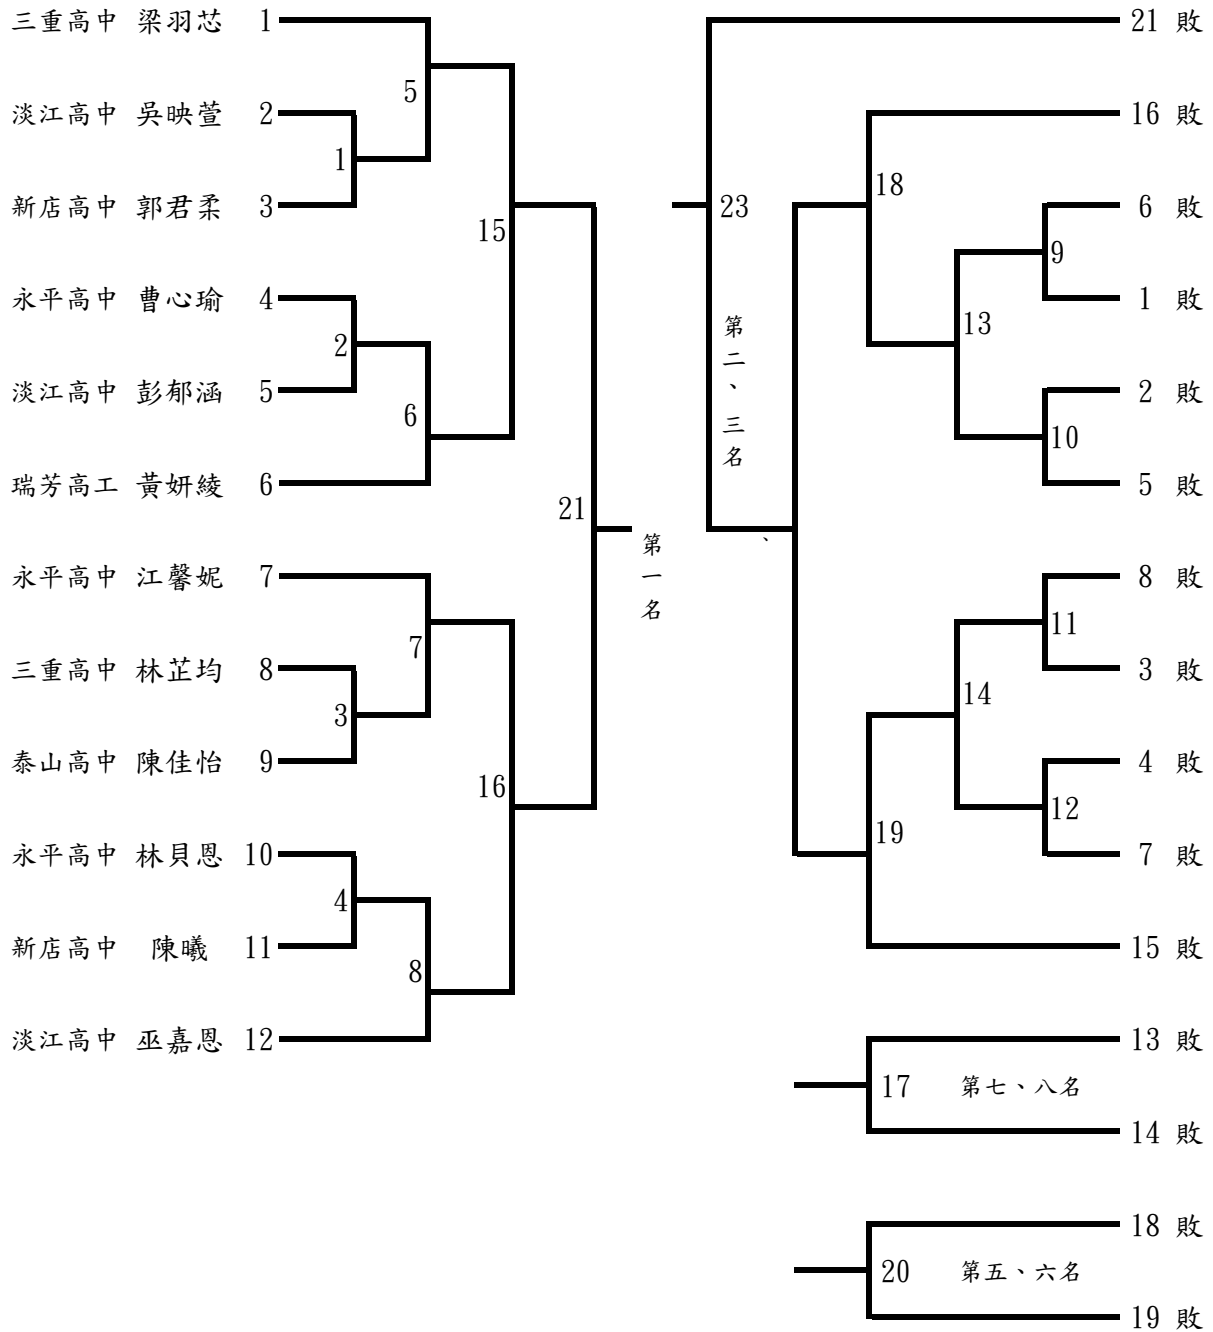 三重高中 梁羽芯 1
淡江高中 吳映萱 2
新店高中 郭君柔 3
永平高中 曹心瑜 4
淡江高中 彭郁涵 5
瑞芳高工 黃妍綾 6
永平高中 江馨妮 7
三重高中 林芷均 8
泰山高中 陳佳怡 9
永平高中 林貝恩 10
新店高中 陳曦 11
淡江高中 巫嘉恩 12
1
2
3
4
5
6
7
8
15
16
21
第一名
23
第二、三名
、
18
19
13
14
9
10
11
12
21 敗
16 敗
6 敗
1 敗
2 敗
5 敗
8 敗
3 敗
4 敗
7 敗
15 敗
13 敗
17 第七、八名
14 敗
18 敗
20 第五、六名
19 敗